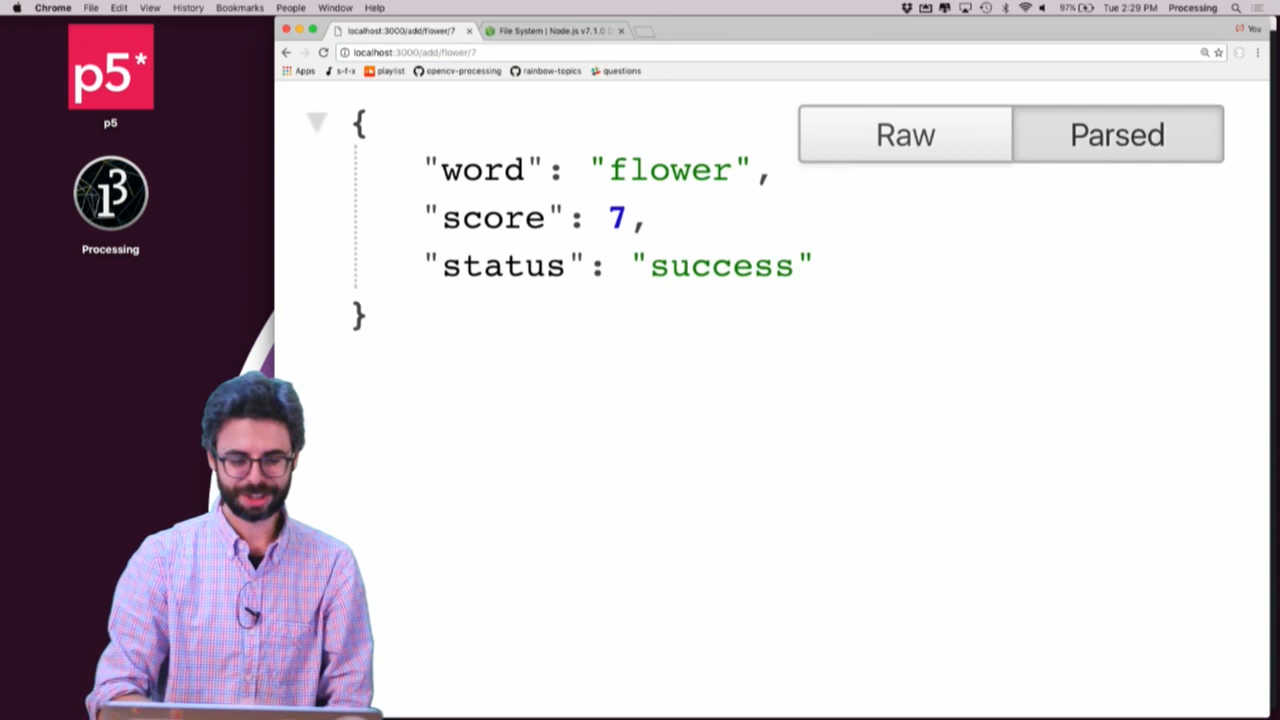 Chrome File Edit View History Bookmarks People Window Help 97% Tue 2:29 PM Processing
localhost:3000/add/flower/7 File System | Node.js v7.1.0 D
You
localhost:3000/add/flower/7
Apps s-f-x playlist opencv-processing rainbow-topics questions
p5*
p5
Processing
Raw Parsed
{
"word": "flower",
"score": 7,
"status": "success"
}